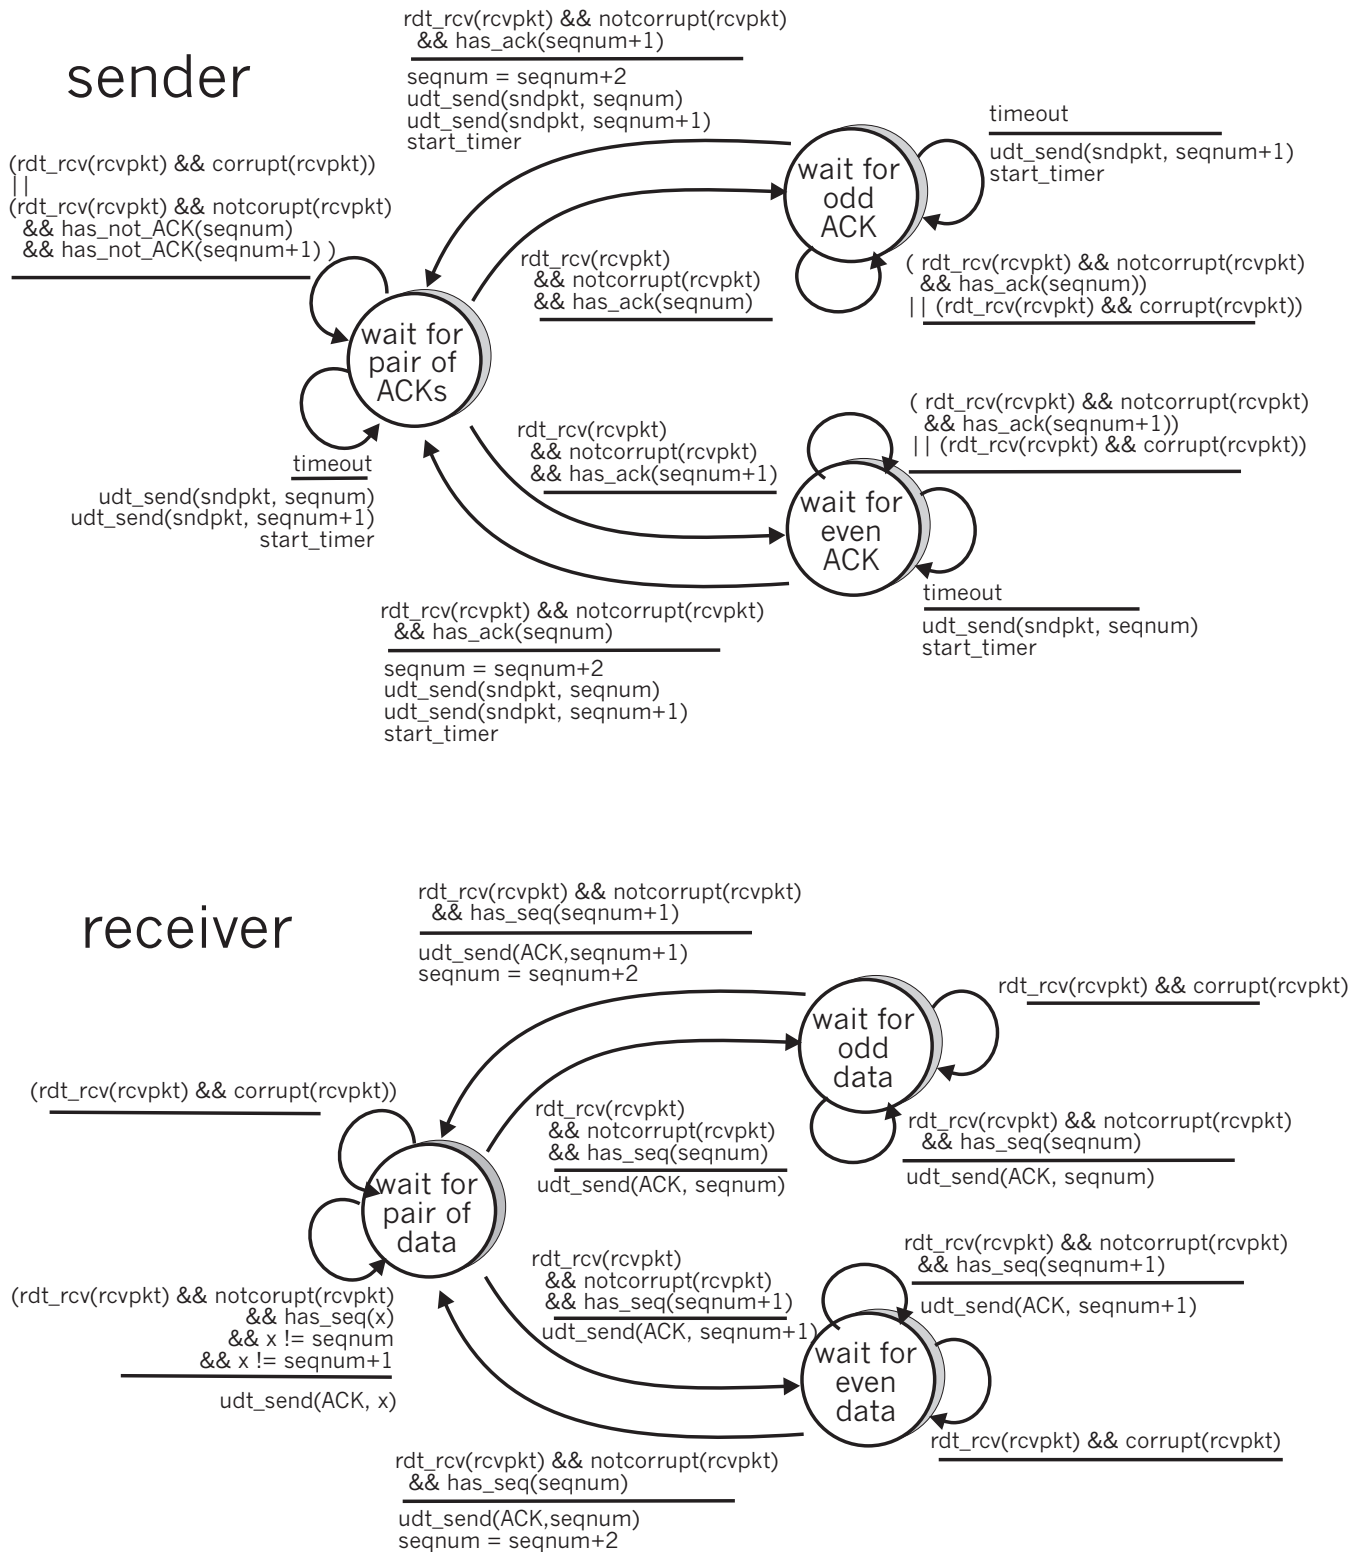 sender
rdt_rcv(rcvpkt) && notcorrupt(rcvpkt)
&& has_ack(seqnum+1)
seqnum = seqnum+2
udt_send(sndpkt, seqnum)
udt_send(sndpkt, seqnum+1)
start_timer
timeout
udt_send(sndpkt, seqnum+1)
start_timer
(rdt_rcv(rcvpkt) && corrupt(rcvpkt))
||
(rdt_rcv(rcvpkt) && notcorupt(rcvpkt)
&& has_not_ACK(seqnum)
&& has_not_ACK(seqnum+1) )
wait for
odd
ACK
rdt_rcv(rcvpkt)
&& notcorrupt(rcvpkt)
&& has_ack(seqnum)
( rdt_rcv(rcvpkt) && notcorrupt(rcvpkt)
&& has_ack(seqnum))
|| (rdt_rcv(rcvpkt) && corrupt(rcvpkt))
wait for
pair of
ACKs
timeout
udt_send(sndpkt, seqnum)
udt_send(sndpkt, seqnum+1)
start_timer
rdt_rcv(rcvpkt)
&& notcorrupt(rcvpkt)
&& has_ack(seqnum+1)
( rdt_rcv(rcvpkt) && notcorrupt(rcvpkt)
&& has_ack(seqnum+1))
|| (rdt_rcv(rcvpkt) && corrupt(rcvpkt))
wait for
even
ACK
timeout
udt_send(sndpkt, seqnum)
start_timer
rdt_rcv(rcvpkt) && notcorrupt(rcvpkt)
&& has_ack(seqnum)
seqnum = seqnum+2
udt_send(sndpkt, seqnum)
udt_send(sndpkt, seqnum+1)
start_timer
receiver
rdt_rcv(rcvpkt) && notcorrupt(rcvpkt)
&& has_seq(seqnum+1)
udt_send(ACK,seqnum+1)
seqnum = seqnum+2
rdt_rcv(rcvpkt) && corrupt(rcvpkt)
wait for
odd
data
(rdt_rcv(rcvpkt) && corrupt(rcvpkt))
rdt_rcv(rcvpkt)
&& notcorrupt(rcvpkt)
&& has_seq(seqnum)
udt_send(ACK, seqnum)
rdt_rcv(rcvpkt) && notcorrupt(rcvpkt)
&& has_seq(seqnum)
udt_send(ACK, seqnum)
wait for
pair of
data
(rdt_rcv(rcvpkt) && notcorupt(rcvpkt)
&& has_seq(x)
&& x != seqnum
&& x != seqnum+1
udt_send(ACK, x)
rdt_rcv(rcvpkt)
&& notcorrupt(rcvpkt)
&& has_seq(seqnum+1)
udt_send(ACK, seqnum+1)
rdt_rcv(rcvpkt) && notcorrupt(rcvpkt)
&& has_seq(seqnum+1)
udt_send(ACK, seqnum+1)
wait for
even
data
rdt_rcv(rcvpkt) && corrupt(rcvpkt)
rdt_rcv(rcvpkt) && notcorrupt(rcvpkt)
&& has_seq(seqnum)
udt_send(ACK,seqnum)
seqnum = seqnum+2